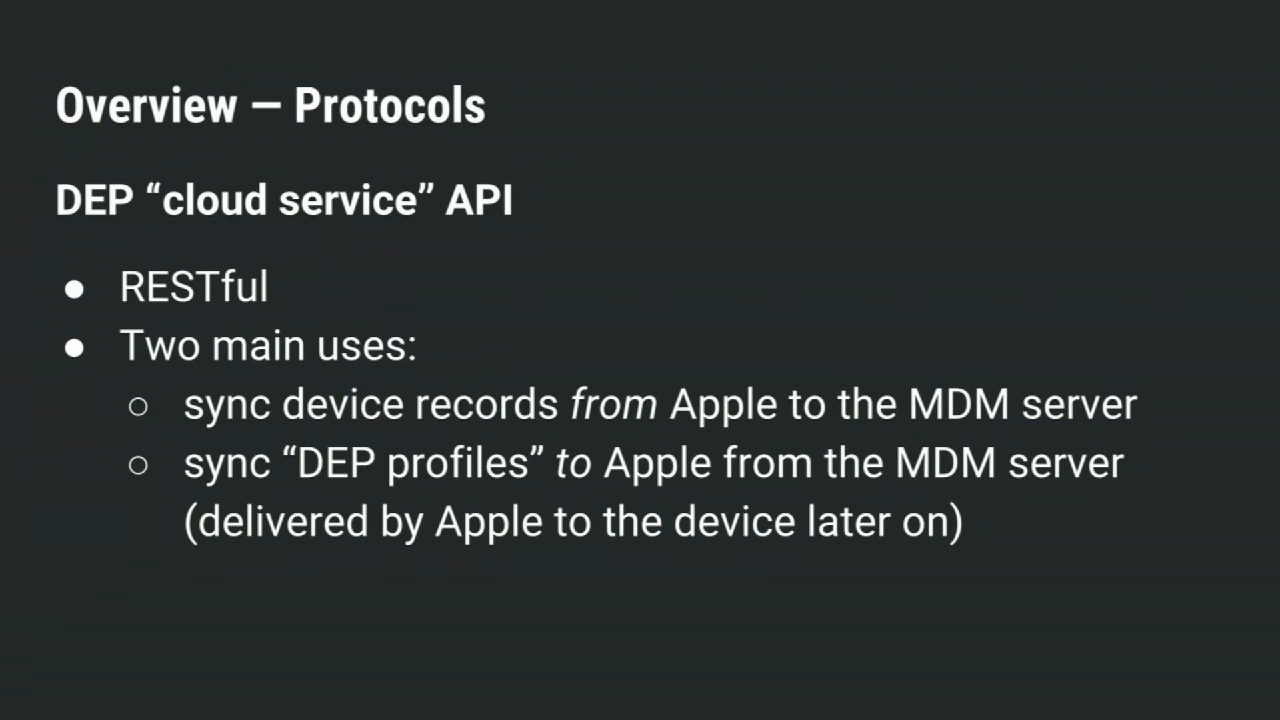 Overview — Protocols
DEP “cloud service” API
● RESTful
● Two main uses:
○ sync device records from Apple to the MDM server
○ sync “DEP profiles” to Apple from the MDM server
(delivered by Apple to the device later on)